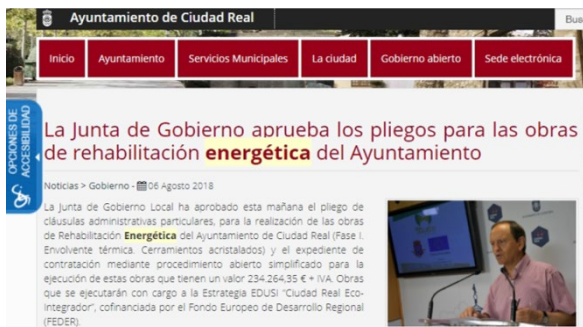 Ayuntamiento de Ciudad Real
Bus
Inicio Ayuntamiento Servicios Municipales La ciudad Gobierno abierto Sede electrónica
OPCIONES DE
ACCESIBILIDAD
La Junta de Gobierno aprueba los pliegos para las obras
de rehabilitación energética del Ayuntamiento
Noticias > Gobierno - 06 Agosto 2018
La Junta de Gobierno Local ha aprobado esta mañana el pliego de
cláusulas administrativas particulares, para la realización de las obras
de Rehabilitación Energética del Ayuntamiento de Ciudad Real (Fase I.
Envolvente térmica. Cerramientos acristalados) y el expediente de
contratación mediante procedimiento abierto simplificado para la
ejecución de estas obras que tienen un valor 234.264,35 € + IVA. Obras
que se ejecutarán con cargo a la Estrategia EDUSI "Ciudad Real Eco-
Integrador", cofinanciada por el Fondo Europeo de Desarrollo Regional
(FEDER).